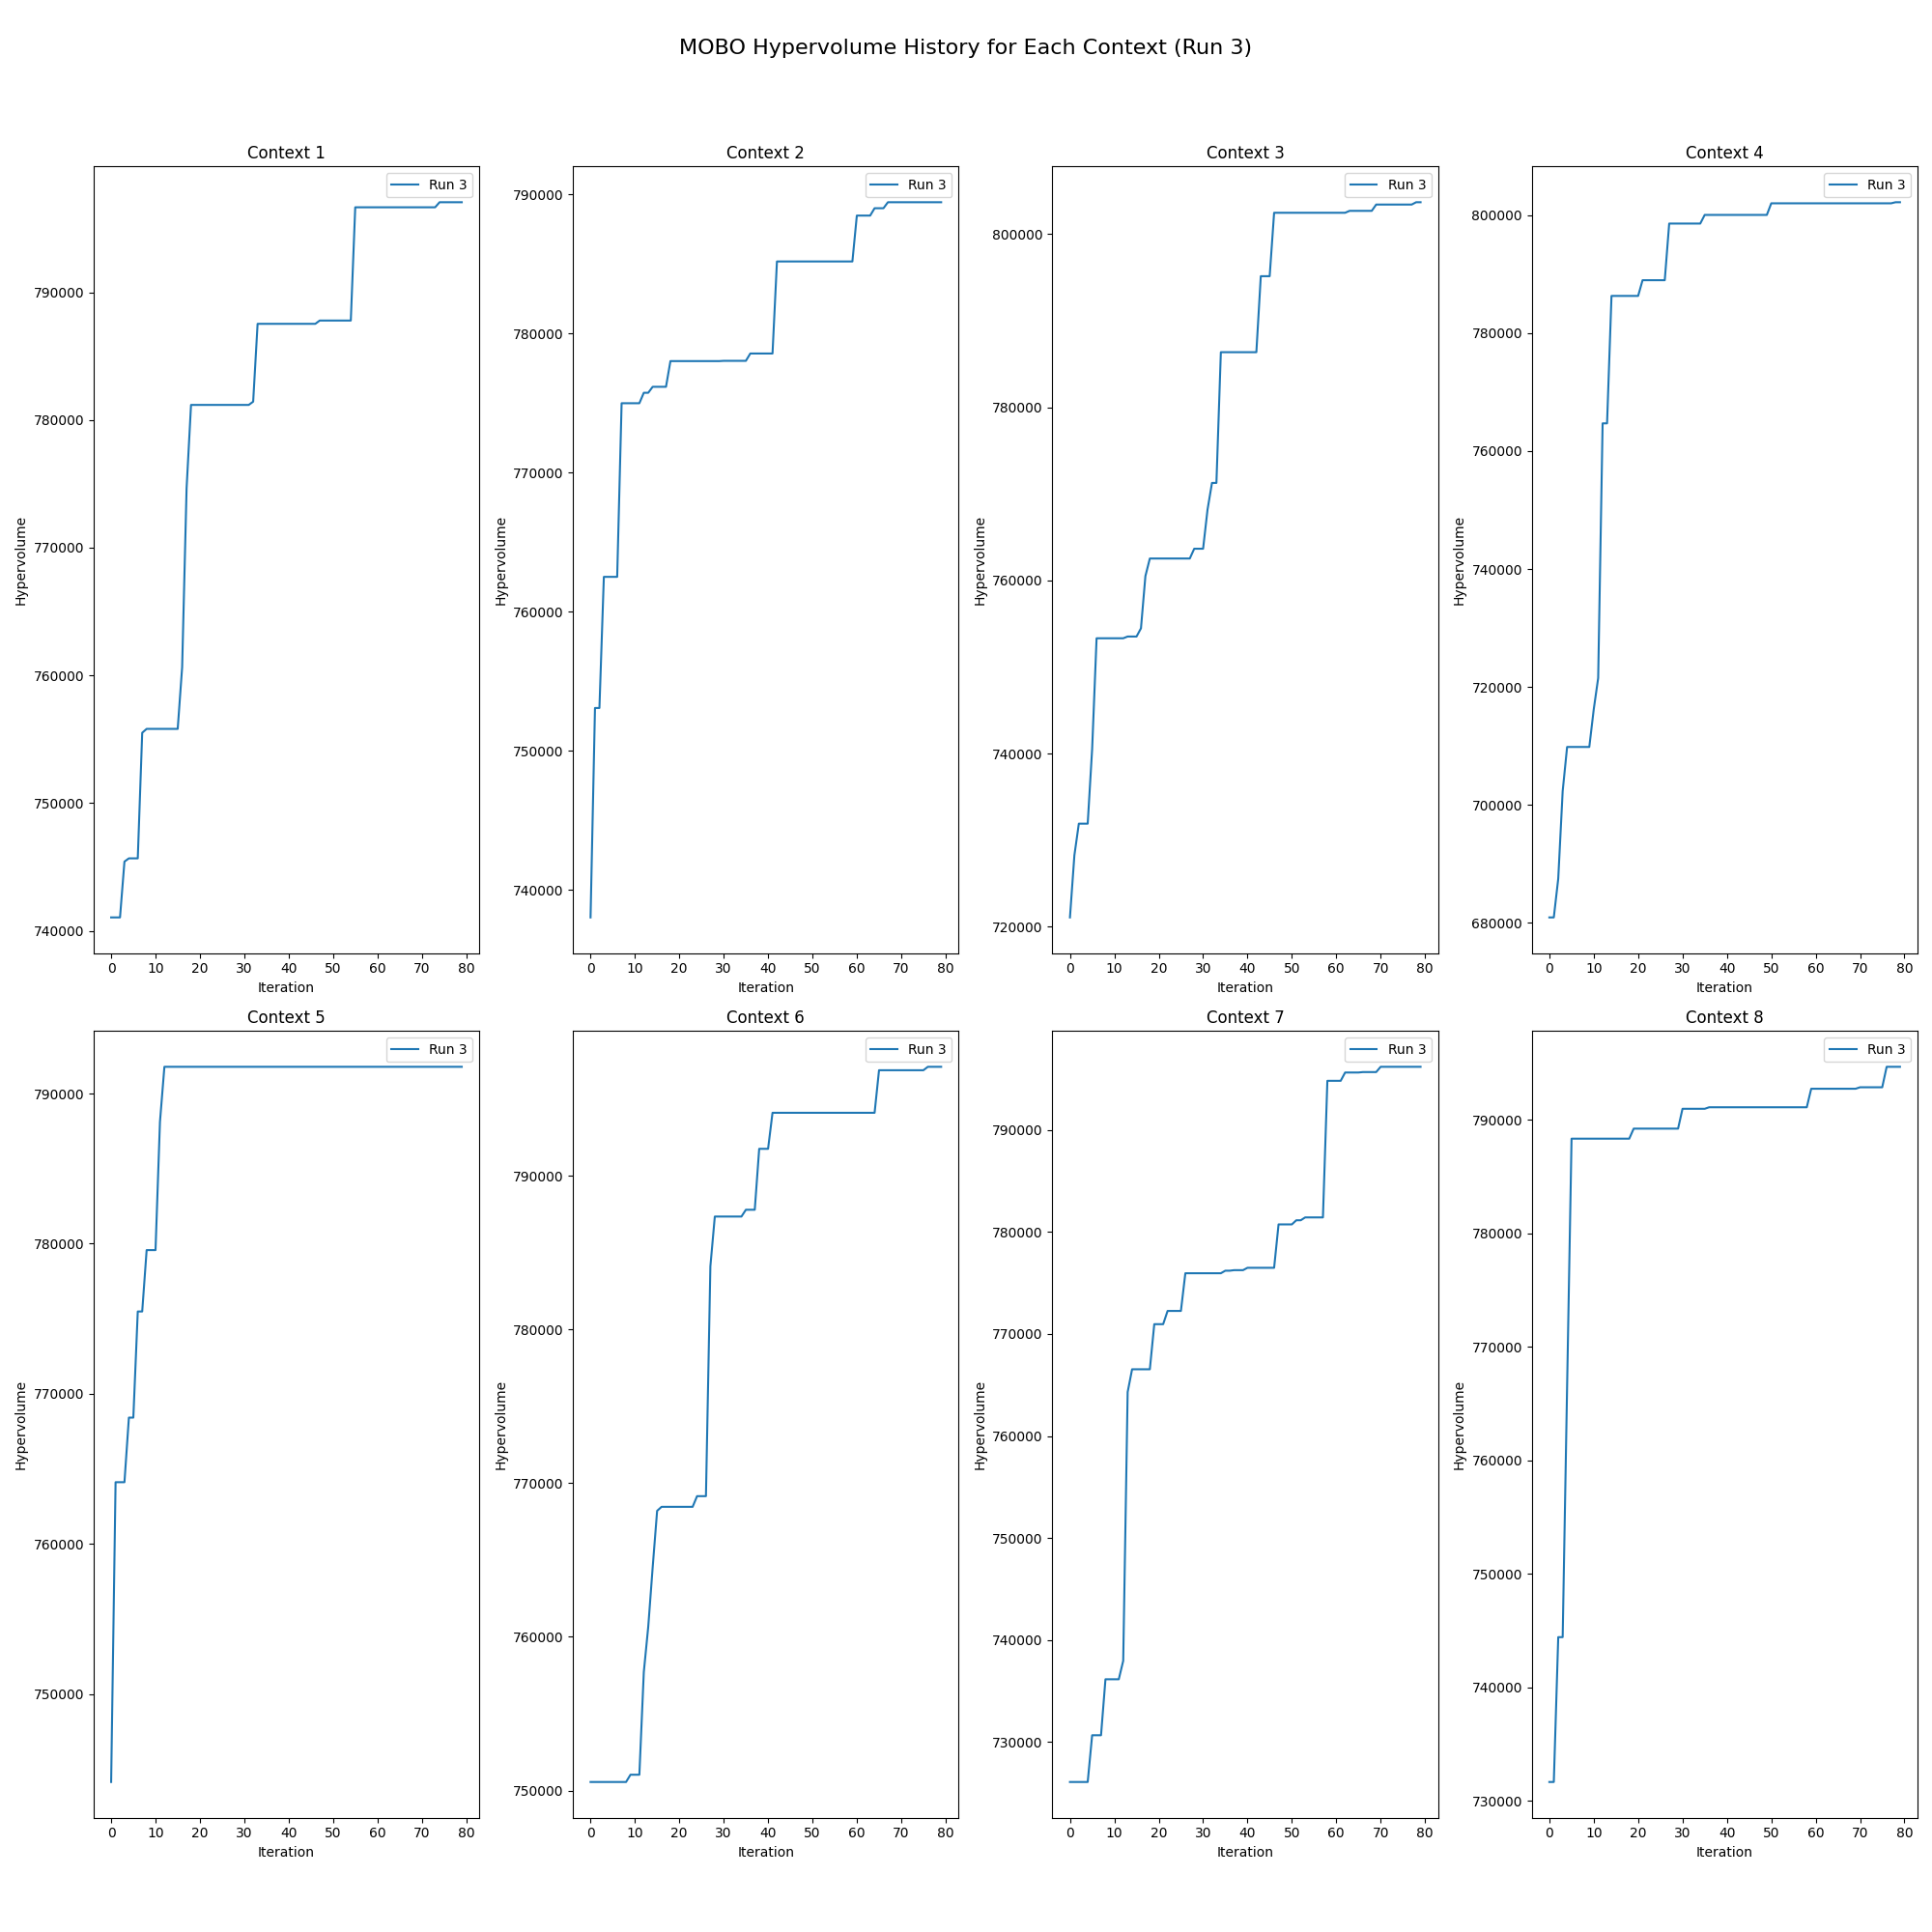 MOBO Hypervolume History for Each Context (Run 3)
Context 1
Run 3
Hypervolume
790000
780000
770000
760000
750000
740000
0 10 20 30 40 50 60 70 80
Iteration
Context 2
Run 3
Hypervolume
790000
780000
770000
760000
750000
740000
0 10 20 30 40 50 60 70 80
Iteration
Context 3
Run 3
Hypervolume
800000
780000
760000
740000
720000
0 10 20 30 40 50 60 70 80
Iteration
Context 4
Run 3
Hypervolume
800000
780000
760000
740000
720000
700000
680000
0 10 20 30 40 50 60 70 80
Iteration
Context 5
Run 3
Hypervolume
790000
780000
770000
760000
750000
0 10 20 30 40 50 60 70 80
Iteration
Context 6
Run 3
Hypervolume
790000
780000
770000
760000
750000
0 10 20 30 40 50 60 70 80
Iteration
Context 7
Run 3
Hypervolume
790000
780000
770000
760000
750000
740000
730000
0 10 20 30 40 50 60 70 80
Iteration
Context 8
Run 3
Hypervolume
790000
780000
770000
760000
750000
740000
730000
0 10 20 30 40 50 60 70 80
Iteration